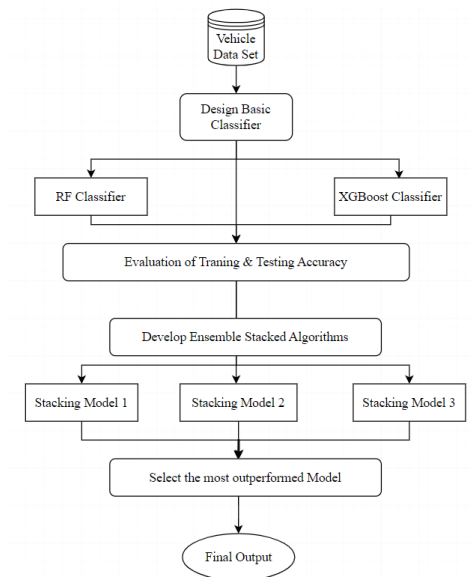 Vehicle
Data Set
Design Basic
Classifier
RF Classifier
XGBoost Classifier
Evaluation of Traning & Testing Accuracy
Develop Ensemble Stacked Algorithms
Stacking Model 1
Stacking Model 2
Stacking Model 3
Select the most outperformed Model
Final Output